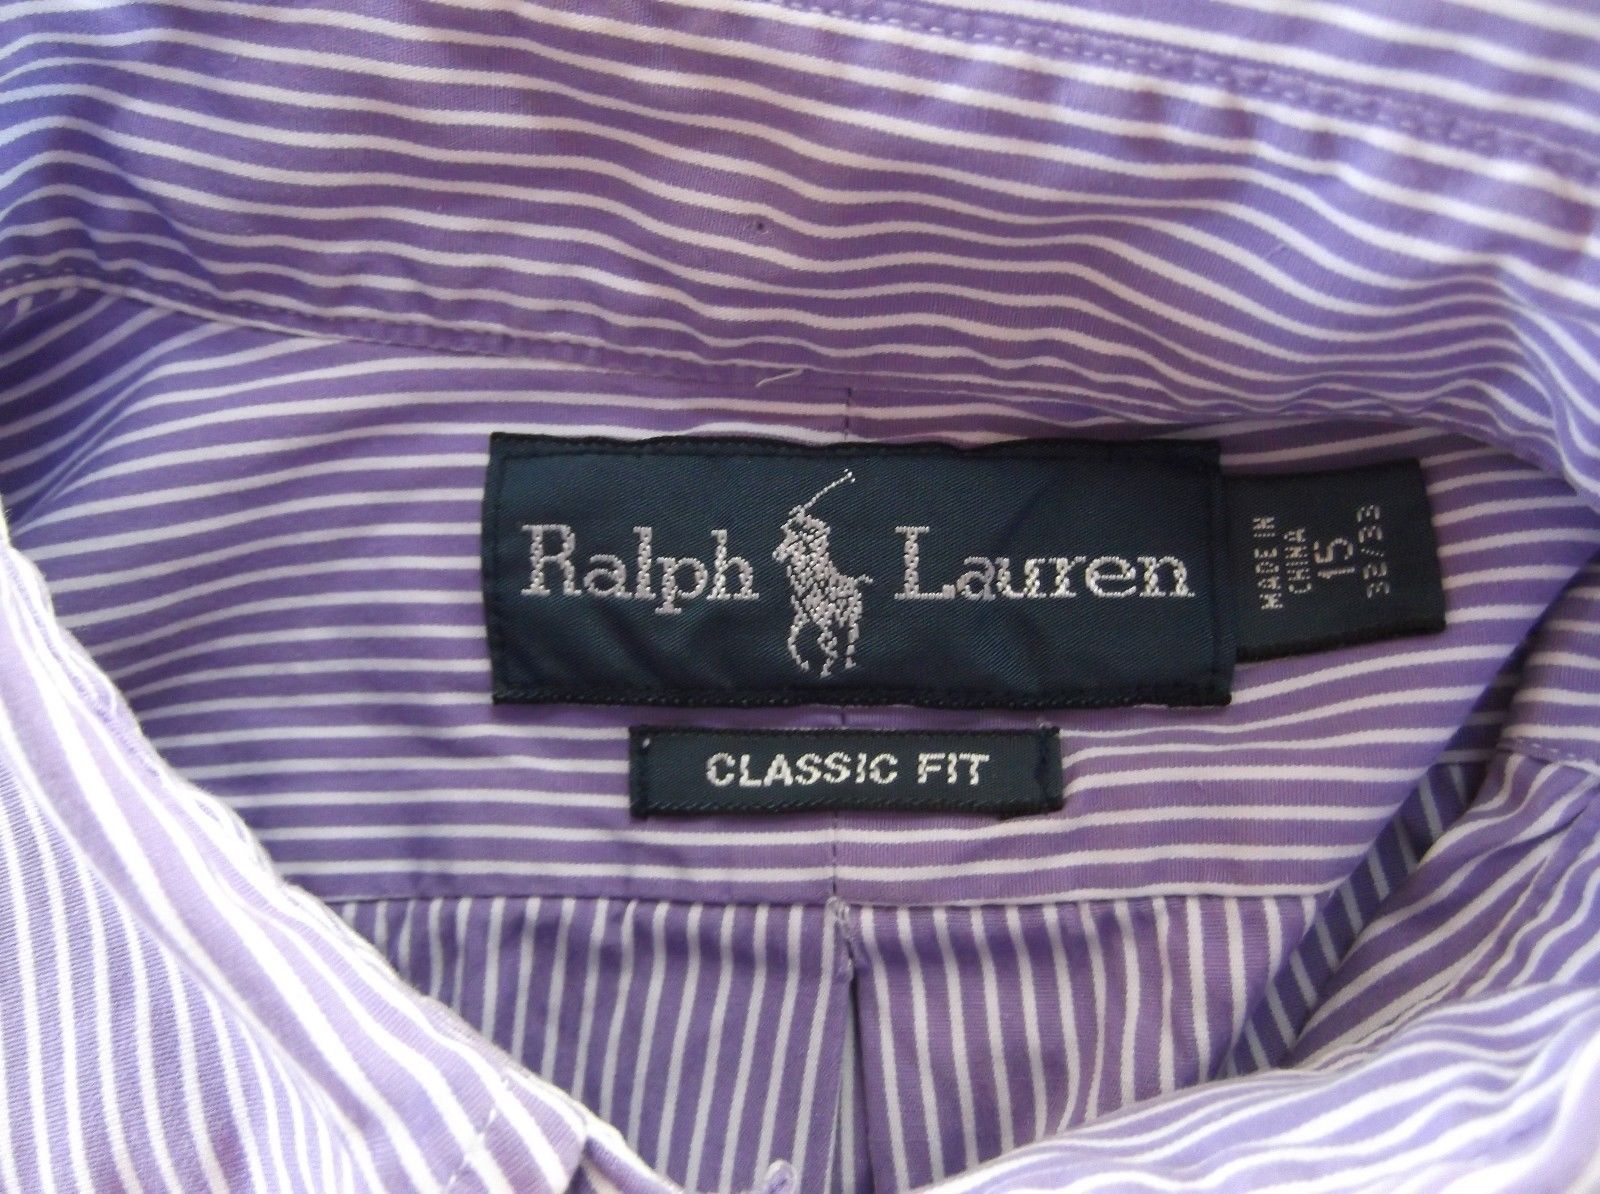 Ralph Lauren
MADE IN
CHINA
15
32/33
CLASSIC FIT